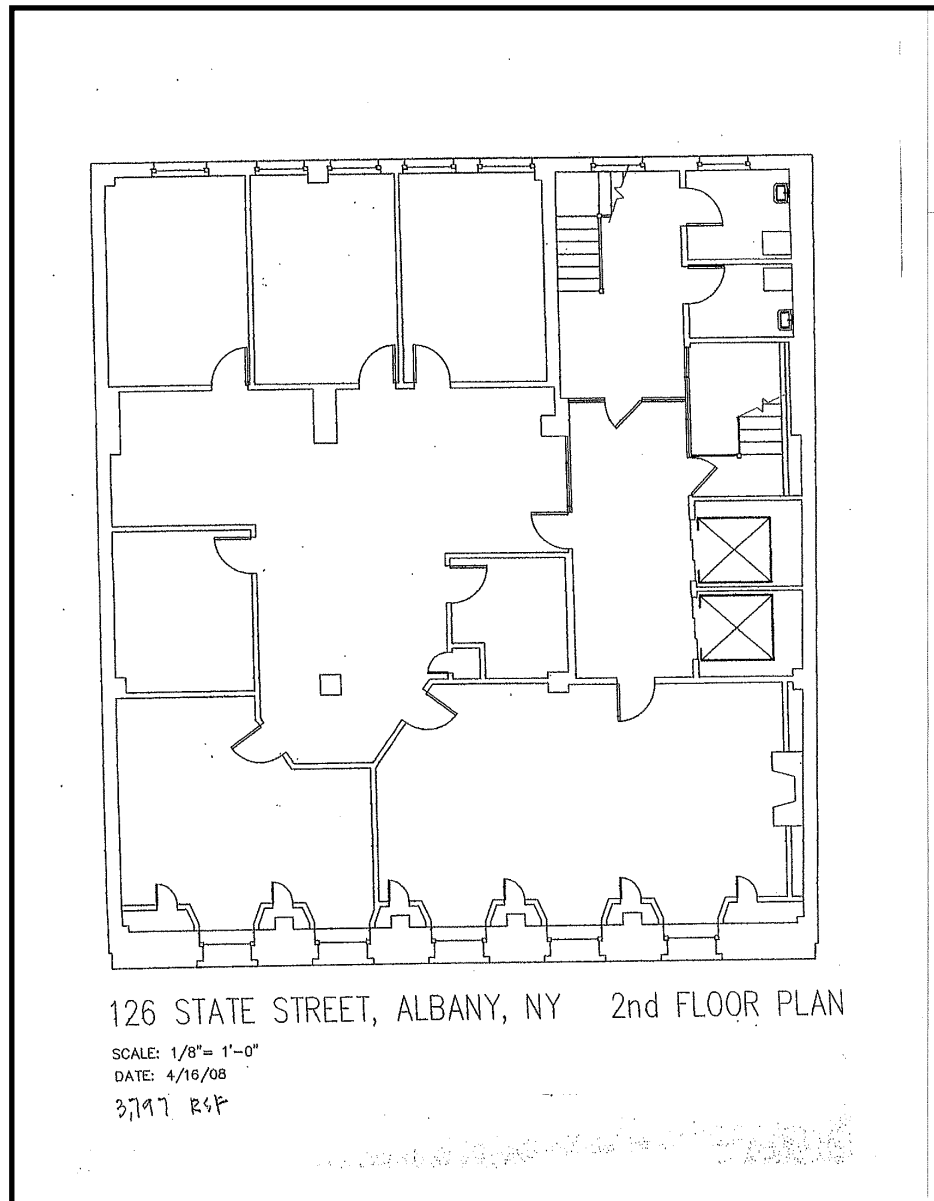 126 STATE STREET, ALBANY, NY 2nd FLOOR PLAN
SCALE: 1/8"= 1'-0"
DATE: 4/16/08
3,797 RSF